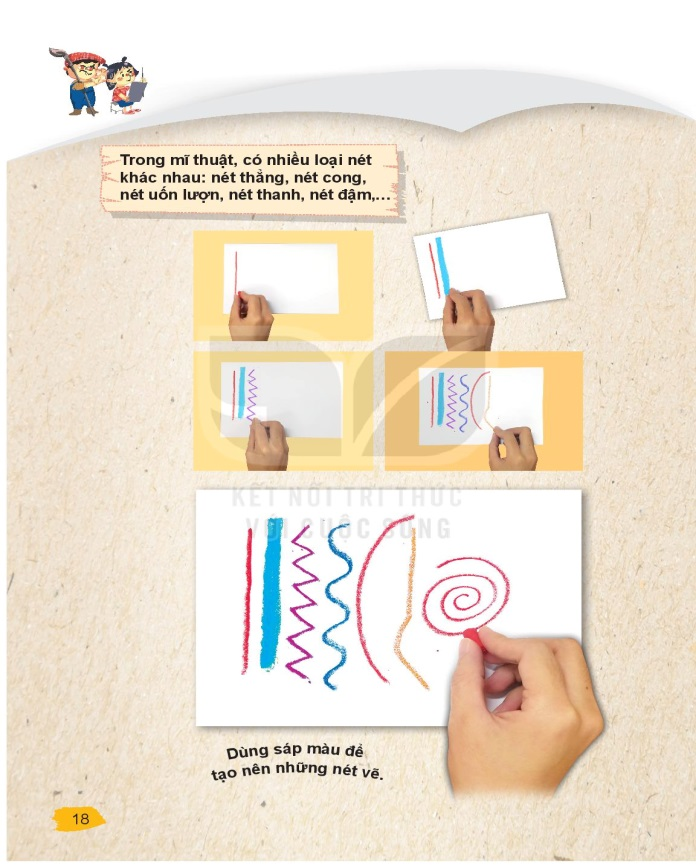 Trong mĩ thuật, có nhiều loại nét
khác nhau: nét thẳng, nét cong,
nét uốn lượn, nét thanh, nét đậm,...
KẾT NỐI TRI THỨC
VỚI CUỘC SỐNG
Dùng sáp màu để
tạo nên những nét vẽ.
18